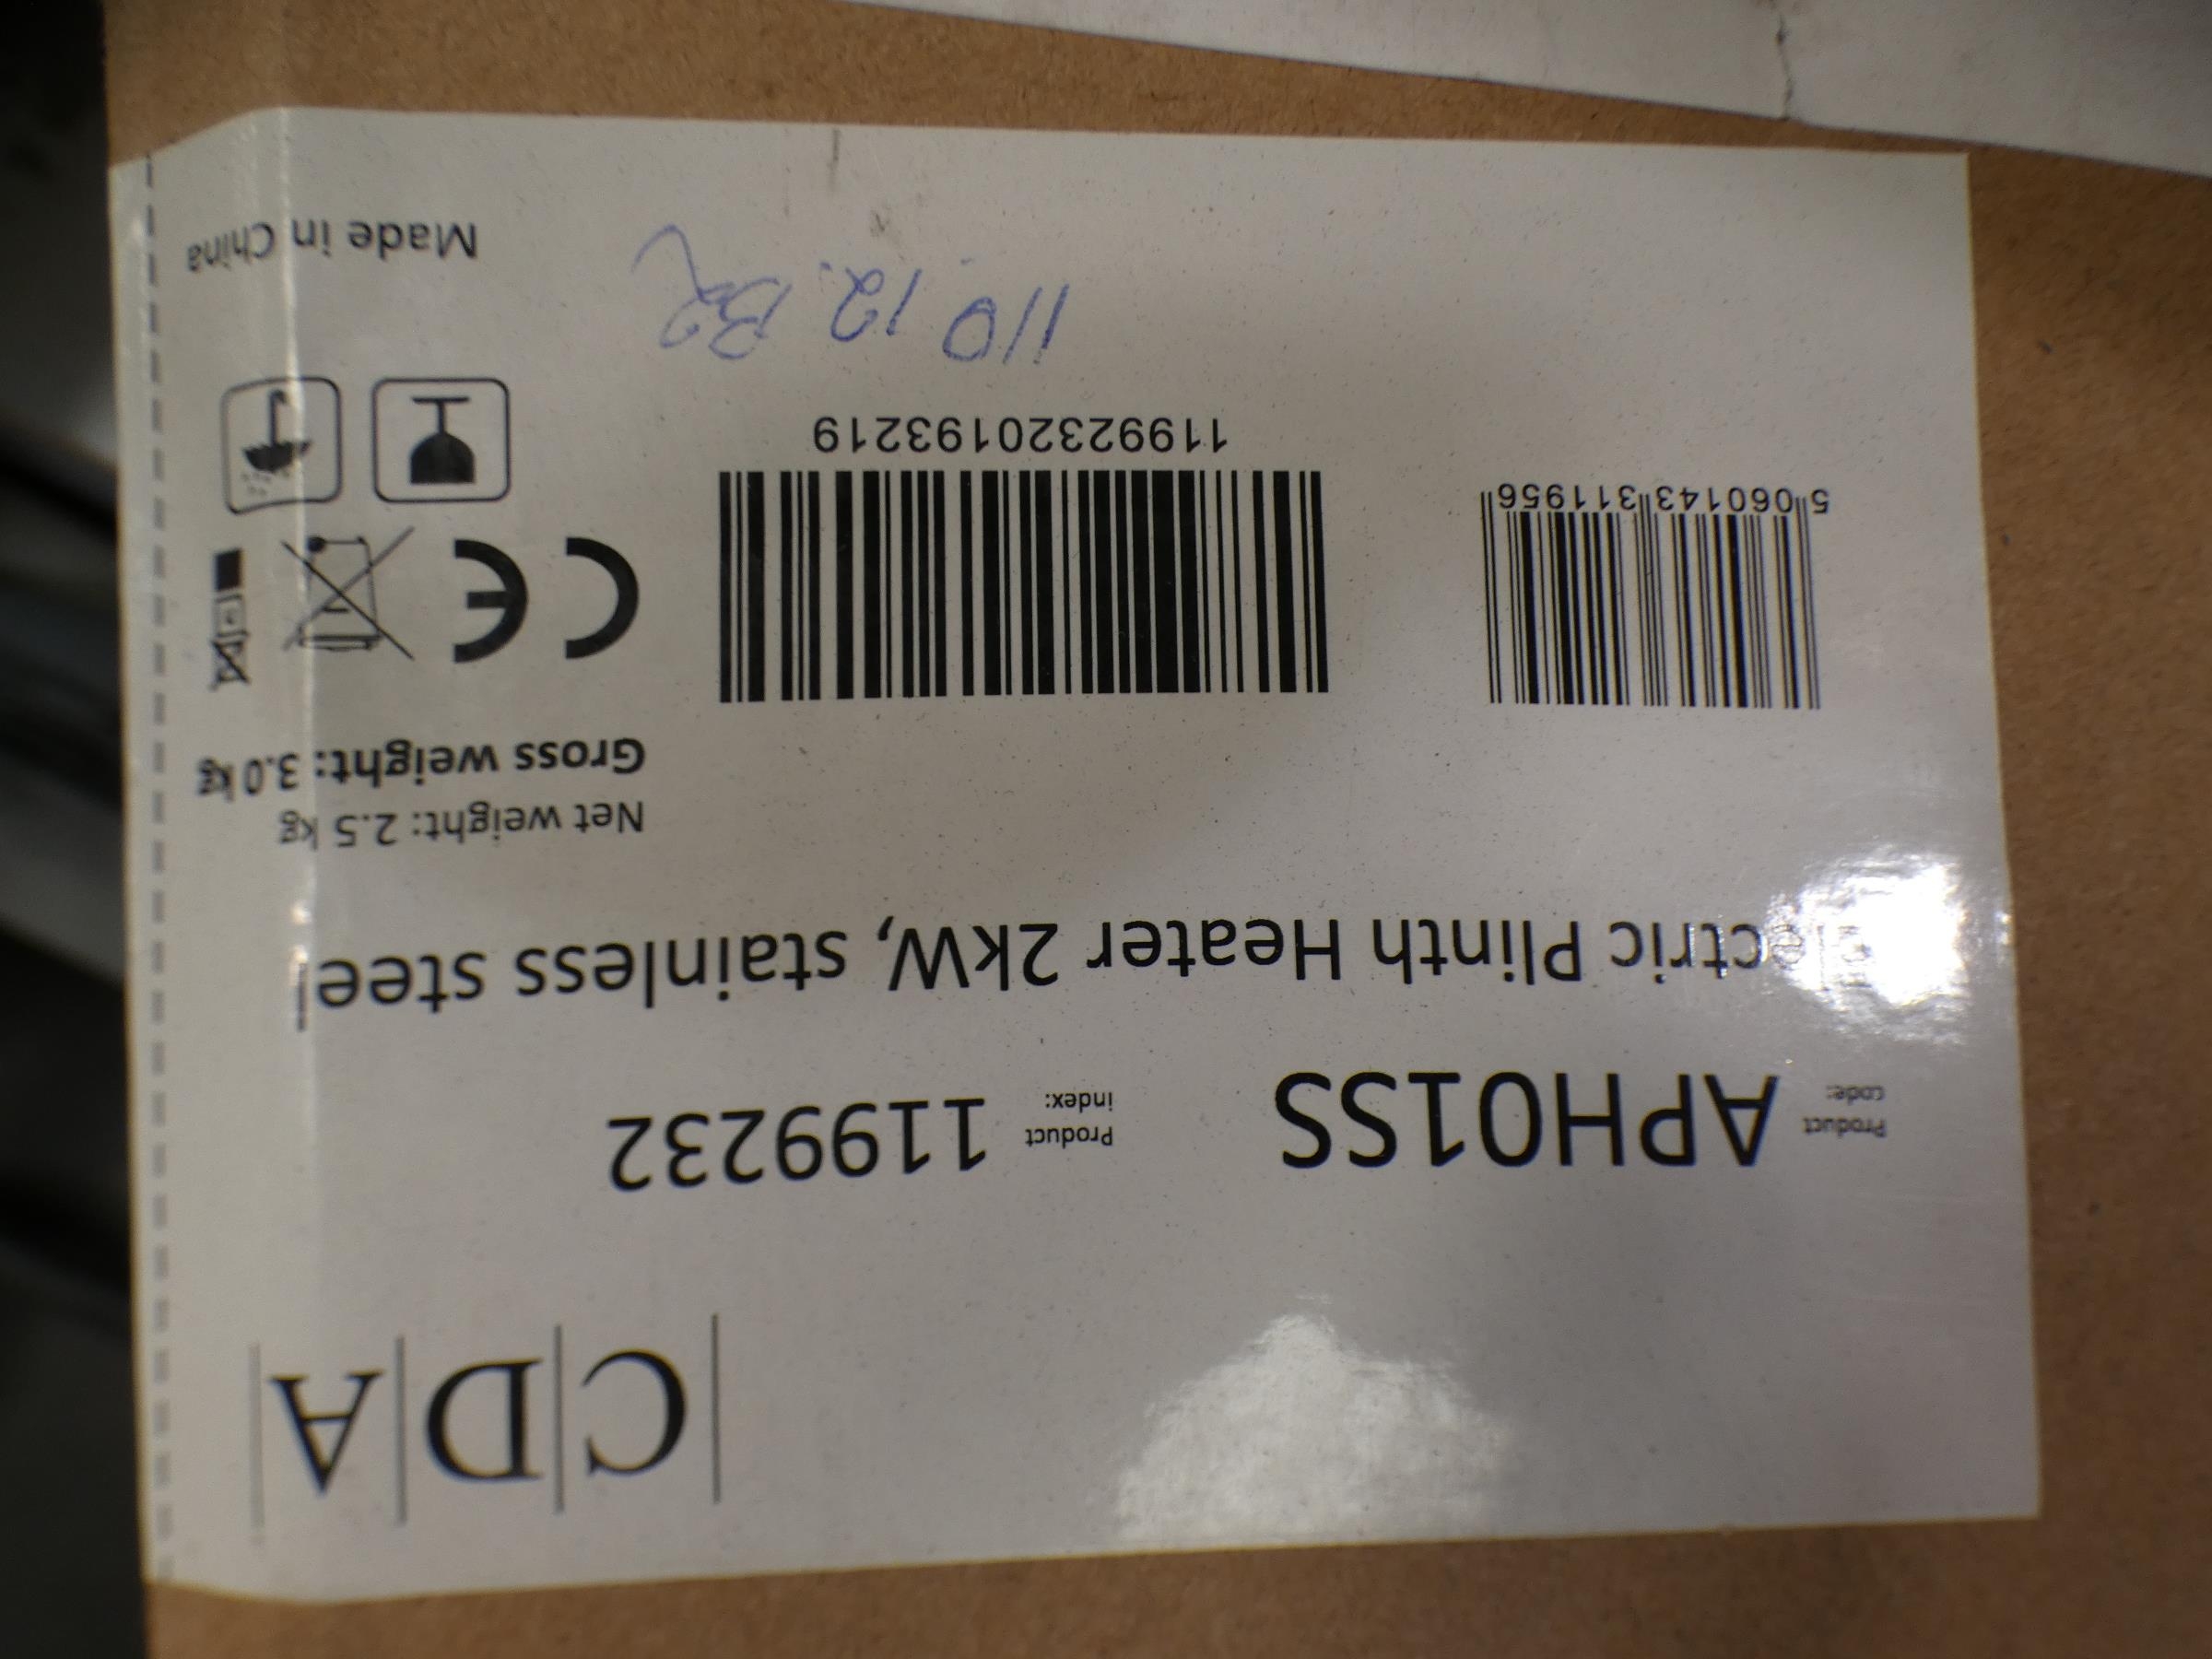 |C|D|A|
Product code: APH01SS Product index: 1199232
Electric Plinth Heater 2kW, stainless steel
Net weight: 2.5 kg
Gross weight: 3.0 kg
5 060143 311956
11992320193219
CE
110 12 B2
Made in China